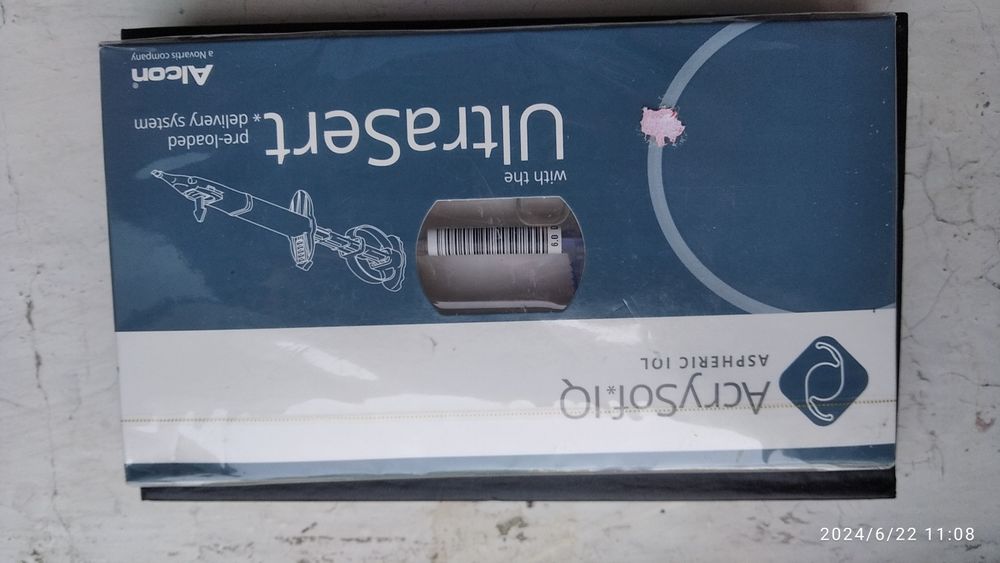 AcrySof*IQ
ASPHERIC IOL
with the
UltraSert*
pre-loaded
delivery system
Alcon®
a Novartis company
2024/6/22 11:08